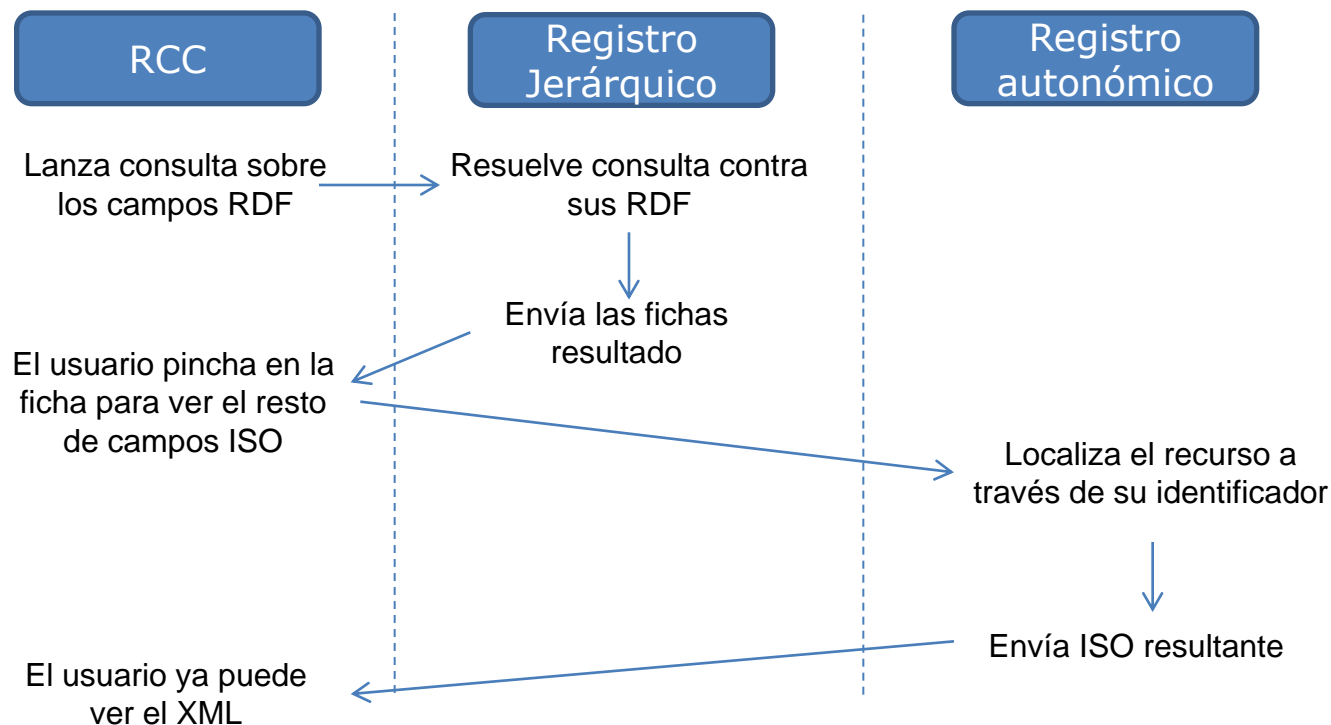 RCC
Registro
Jerárquico
Registro
autonómico
Lanza consulta sobre
los campos RDF
Resuelve consulta contra
sus RDF
Envía las fichas
resultado
El usuario pincha en la
ficha para ver el resto
de campos ISO
Localiza el recurso a
través de su identificador
Envía ISO resultante
El usuario ya puede
ver el XML